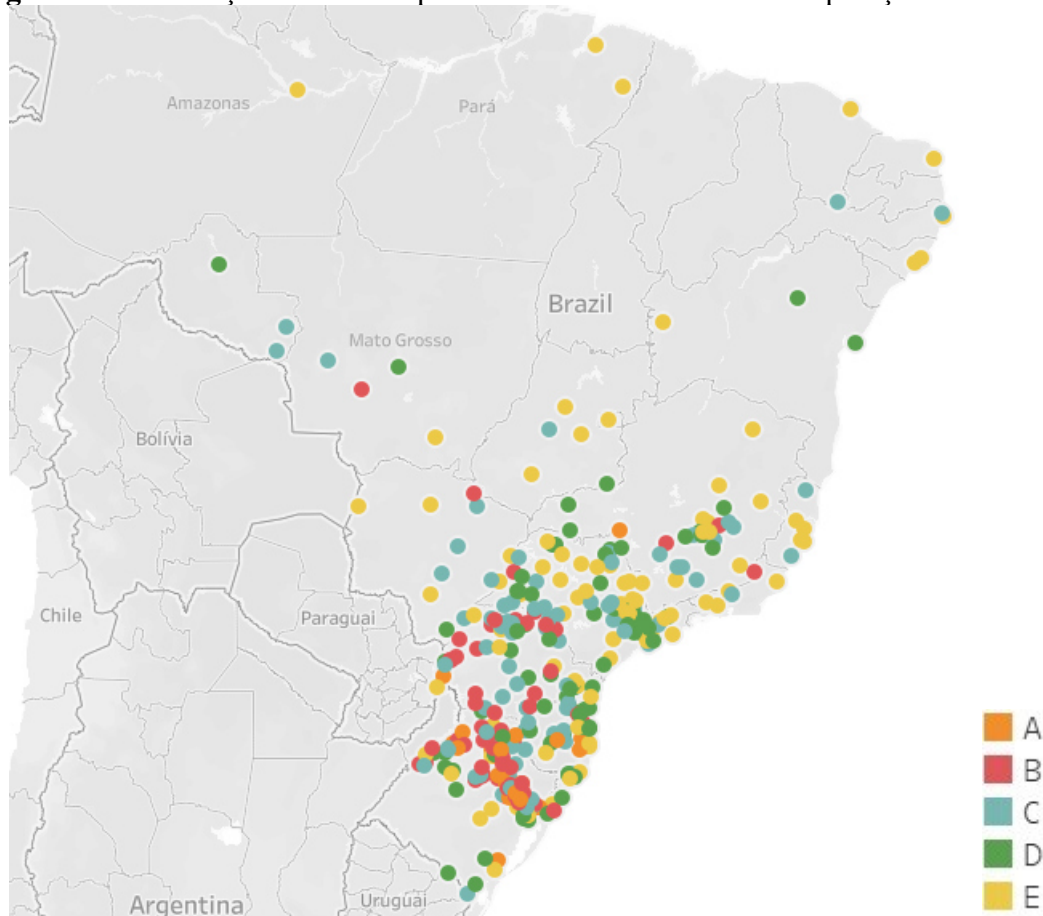 Amazonas
Pará
Brazil
Mato Grosso
Bolívia
Chile
Paraguai
Argentina
Uruguai
A
B
C
D
E